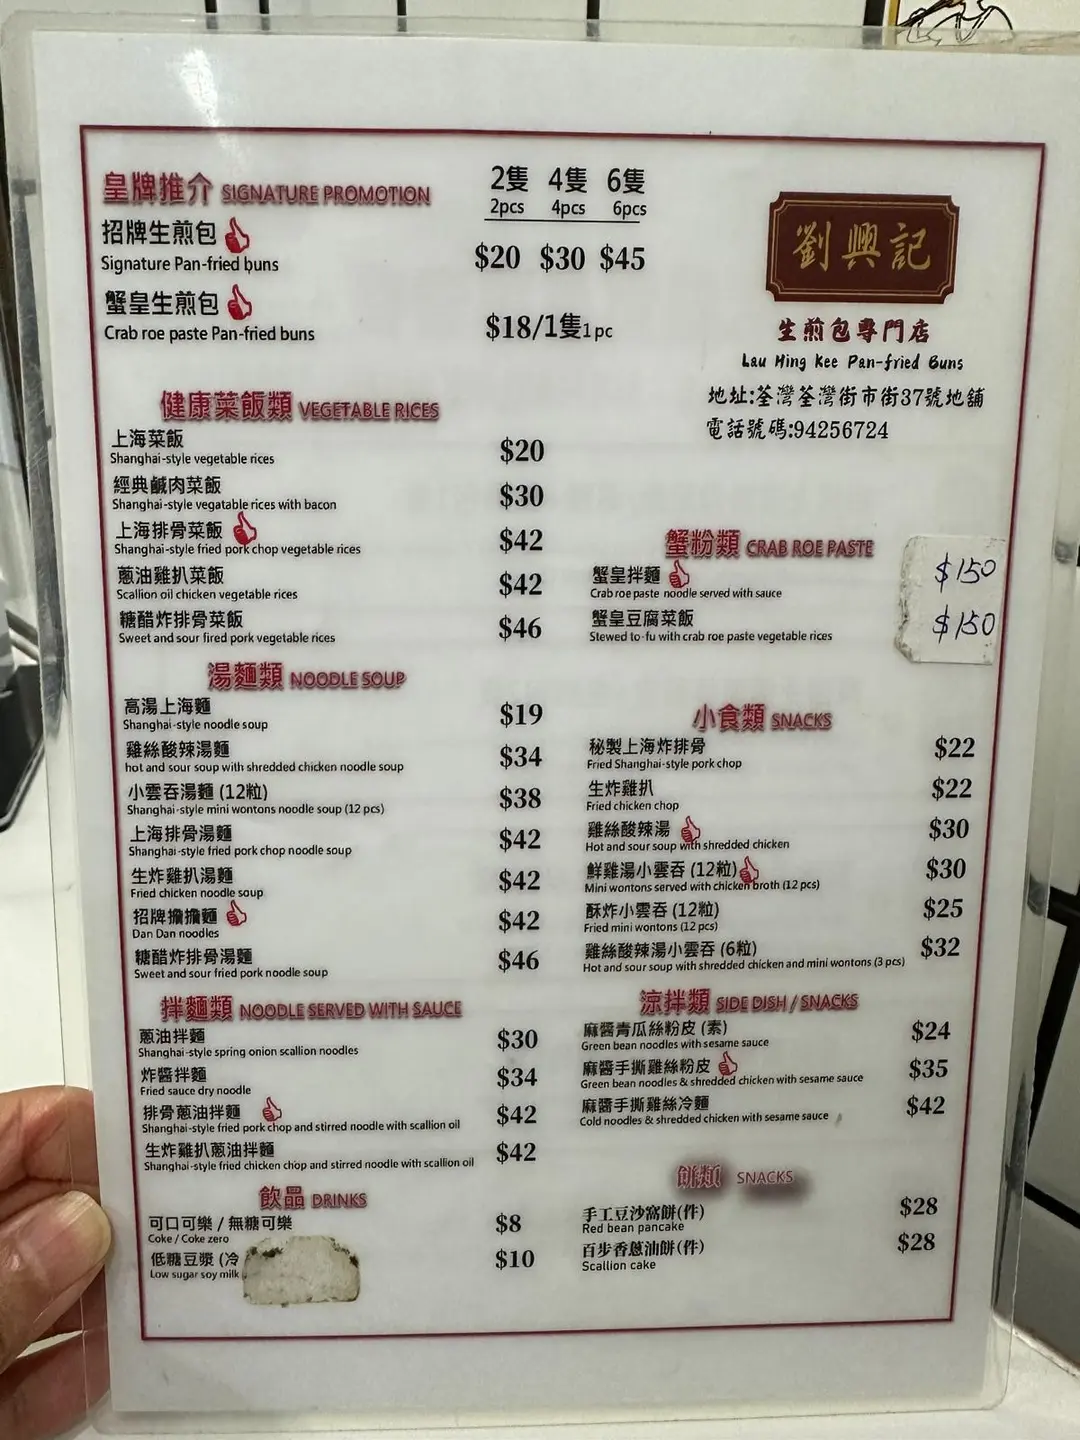 皇牌推介 SIGNATURE PROMOTION
2隻 4隻 6隻
2pcs 4pcs 6pcs
招牌生煎包
Signature Pan-fried buns
$20 $30 $45
蟹皇生煎包
Crab roe paste Pan-fried buns
$18/1隻1pc
劉興記
生煎包專門店
Lau Hing Kee Pan-fried Buns
地址:荃灣荃灣街市街37號地舖
電話號碼:94256724
健康菜飯類 VEGETABLE RICES
上海菜飯 $20
Shanghai-style vegetable rices
經典鹹肉菜飯 $30
Shanghai-style vegatable rices with bacon
上海排骨菜飯 $42
Shanghai-style fried pork chop vegetable rices
蔥油雞扒菜飯 $42
Scallion oil chicken vegetable rices
糖醋炸排骨菜飯 $46
Sweet and sour fired pork vegetable rices
湯麵類 NOODLE SOUP
高湯上海麵 $19
Shanghai-style noodle soup
雞絲酸辣湯麵 $34
hot and sour soup with shredded chicken noodle soup
小雲吞湯麵 (12粒) $38
Shanghai-style mini wontons noodle soup (12 pcs)
上海排骨湯麵 $42
Shanghai-style fried pork chop noodle soup
生炸雞扒湯麵 $42
Fried chicken noodle soup
招牌擔擔麵 $42
Dan Dan noodles
糖醋炸排骨湯麵 $46
Sweet and sour fried pork noodle soup
拌麵類 NOODLE SERVED WITH SAUCE
蔥油拌麵 $30
Shanghai-style spring onion scallion noodles
炸醬拌麵 $34
Fried sauce dry noodle
排骨蔥油拌麵 $42
Shanghai-style fried pork chop and stirred noodle with scallion oil
生炸雞扒蔥油拌麵 $42
Shanghai-style fried chicken chop and stirred noodle with scallion oil
飲品 DRINKS
可口可樂 / 無糖可樂 $8
Coke / Coke zero
低糖豆漿 (冷 $10
Low sugar soy milk
蟹粉類 CRAB ROE PASTE
蟹皇拌麵 $150
Crab roe paste noodle served with sauce
蟹皇豆腐菜飯 $150
Stewed to-fu with crab roe paste vegetable rices
小食類 SNACKS
秘製上海炸排骨 $22
Fried Shanghai-style pork chop
生炸雞扒 $22
Fried chicken chop
雞絲酸辣湯 $30
Hot and sour soup with shredded chicken
鮮雞湯小雲吞 (12粒) $30
Mini wontons served with chicken broth (12 pcs)
酥炸小雲吞 (12粒) $25
Fried mini wontons (12 pcs)
雞絲酸辣湯小雲吞 (6粒) $32
Hot and sour soup with shredded chicken and mini wontons (3 pcs)
涼拌類 SIDE DISH / SNACKS
麻醬青瓜絲粉皮 (素) $24
Green bean noodles with sesame sauce
麻醬手撕雞絲粉皮 $35
Green bean noodles & shredded chicken with sesame sauce
麻醬手撕雞絲冷麵 $42
Cold noodles & shredded chicken with sesame sauce
餅類 SNACKS
手工豆沙窩餅(件) $28
Red bean pancake
百步香蔥油餅(件) $28
Scallion cake